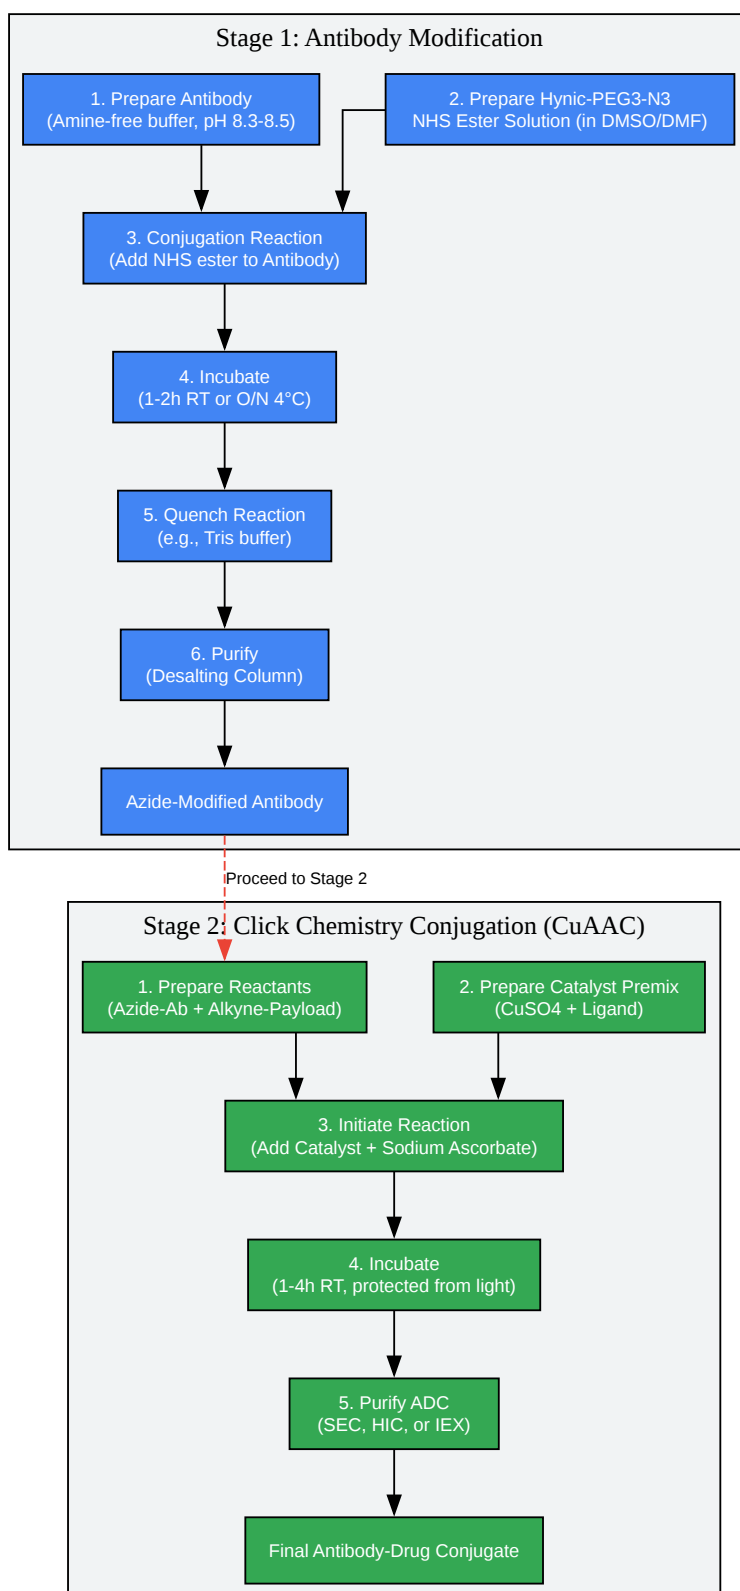 Stage 1: Antibody Modification
1. Prepare Antibody
(Amine-free buffer, pH 8.3-8.5)
2. Prepare Hynic-PEG3-N3
NHS Ester Solution (in DMSO/DMF)
3. Conjugation Reaction
(Add NHS ester to Antibody)
4. Incubate
(1-2h RT or O/N 4°C)
5. Quench Reaction
(e.g., Tris buffer)
6. Purify
(Desalting Column)
Azide-Modified Antibody
Proceed to Stage 2
Stage 2: Click Chemistry Conjugation (CuAAC)
1. Prepare Reactants
(Azide-Ab + Alkyne-Payload)
2. Prepare Catalyst Premix
(CuSO4 + Ligand)
3. Initiate Reaction
(Add Catalyst + Sodium Ascorbate)
4. Incubate
(1-4h RT, protected from light)
5. Purify ADC
(SEC, HIC, or IEX)
Final Antibody-Drug Conjugate